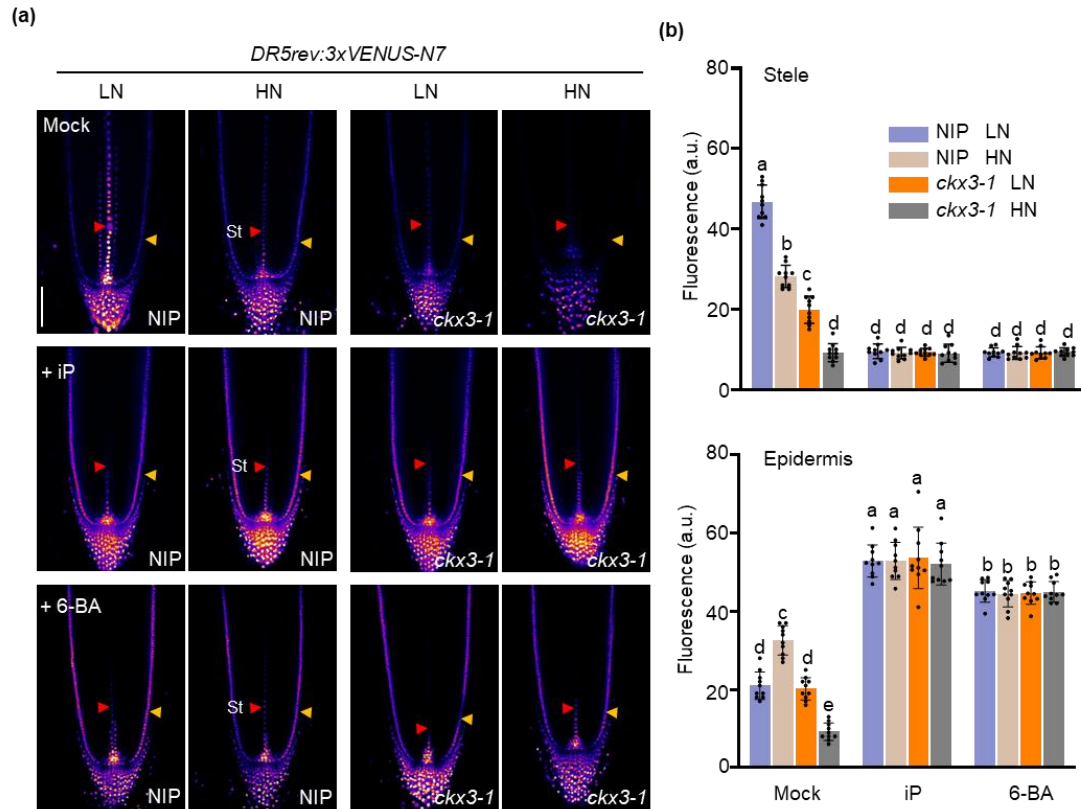 (a)
DR5rev:3xVENUS-N7
LN HN LN HN
Mock
St
NIP NIP ckx3-1 ckx3-1
+ iP
St
NIP NIP ckx3-1 ckx3-1
+ 6-BA
St
NIP NIP ckx3-1 ckx3-1
(b)
Stele
NIP LN
NIP HN
ckx3-1 LN
ckx3-1 HN
Fluorescence (a.u.)
80
60
40
20
0
a b c d d d d d d d d d
Epidermis
Fluorescence (a.u.)
80
60
40
20
0
d c d e a a a a b b b b
Mock iP 6-BA